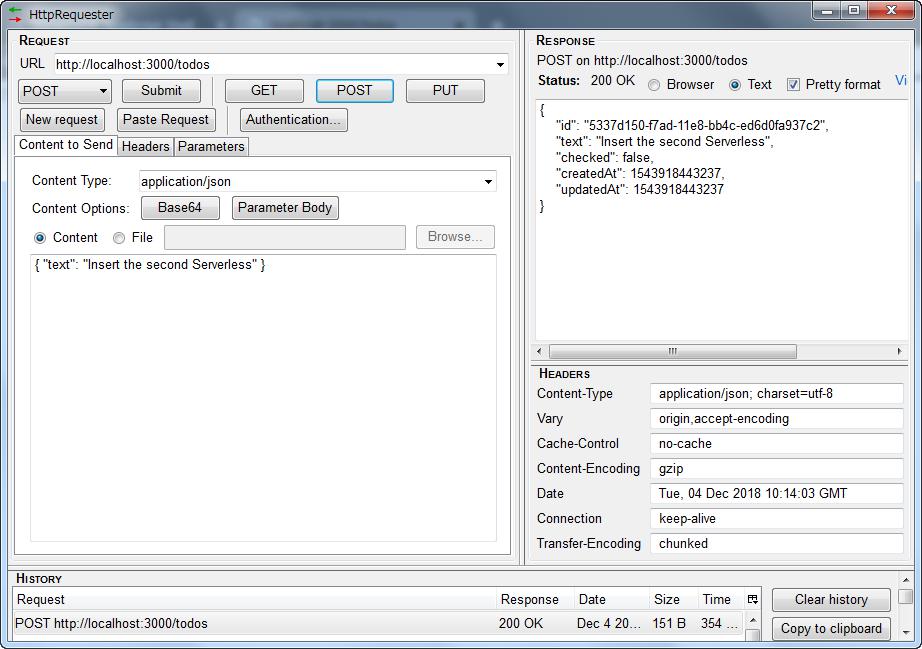 HttpRequester
REQUEST
URL http://localhost:3000/todos
POST Submit GET POST PUT
New request Paste Request Authentication...
Content to Send Headers Parameters
Content Type: application/json
Content Options: Base64 Parameter Body
Content File Browse...
{ "text": "Insert the second Serverless" }
RESPONSE
POST on http://localhost:3000/todos
Status: 200 OK Browser Text Pretty format Vi
{
"id": "5337d150-f7ad-11e8-bb4c-ed6d0fa937c2",
"text": "Insert the second Serverless",
"checked": false,
"createdAt": 1543918443237,
"updatedAt": 1543918443237
}
HEADERS
Content-Type application/json; charset=utf-8
Vary origin,accept-encoding
Cache-Control no-cache
Content-Encoding gzip
Date Tue, 04 Dec 2018 10:14:03 GMT
Connection keep-alive
Transfer-Encoding chunked
HISTORY
Request Response Date Size Time
POST http://localhost:3000/todos 200 OK Dec 4 20... 151 B 354 ...
Clear history
Copy to clipboard